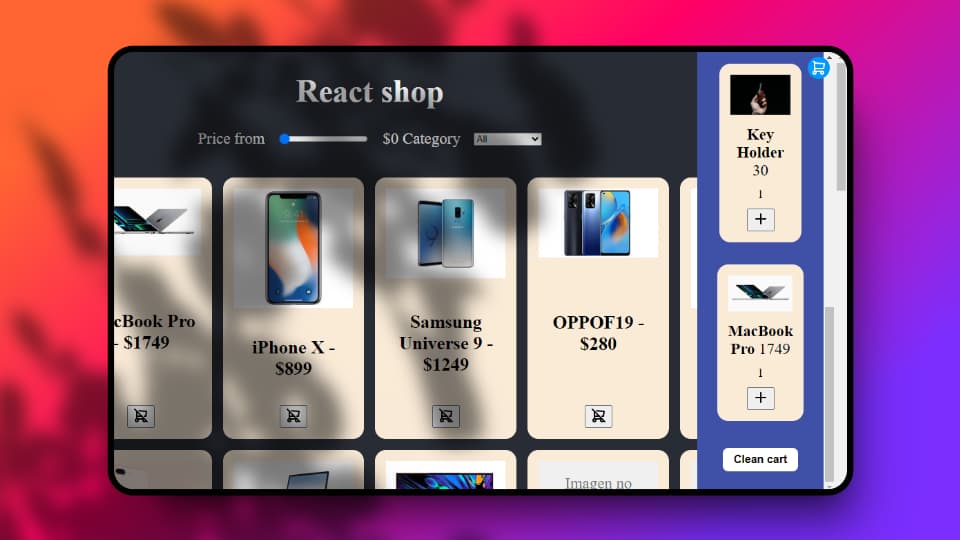 React shop
Price from
$0 Category
All
cBook Pro
- $1749
iPhone X -
$899
Samsung
Universe 9 -
$1249
OPPOF19 -
$280
Imagen no
Key
Holder
30
1
+
MacBook
Pro 1749
1
+
Clean cart